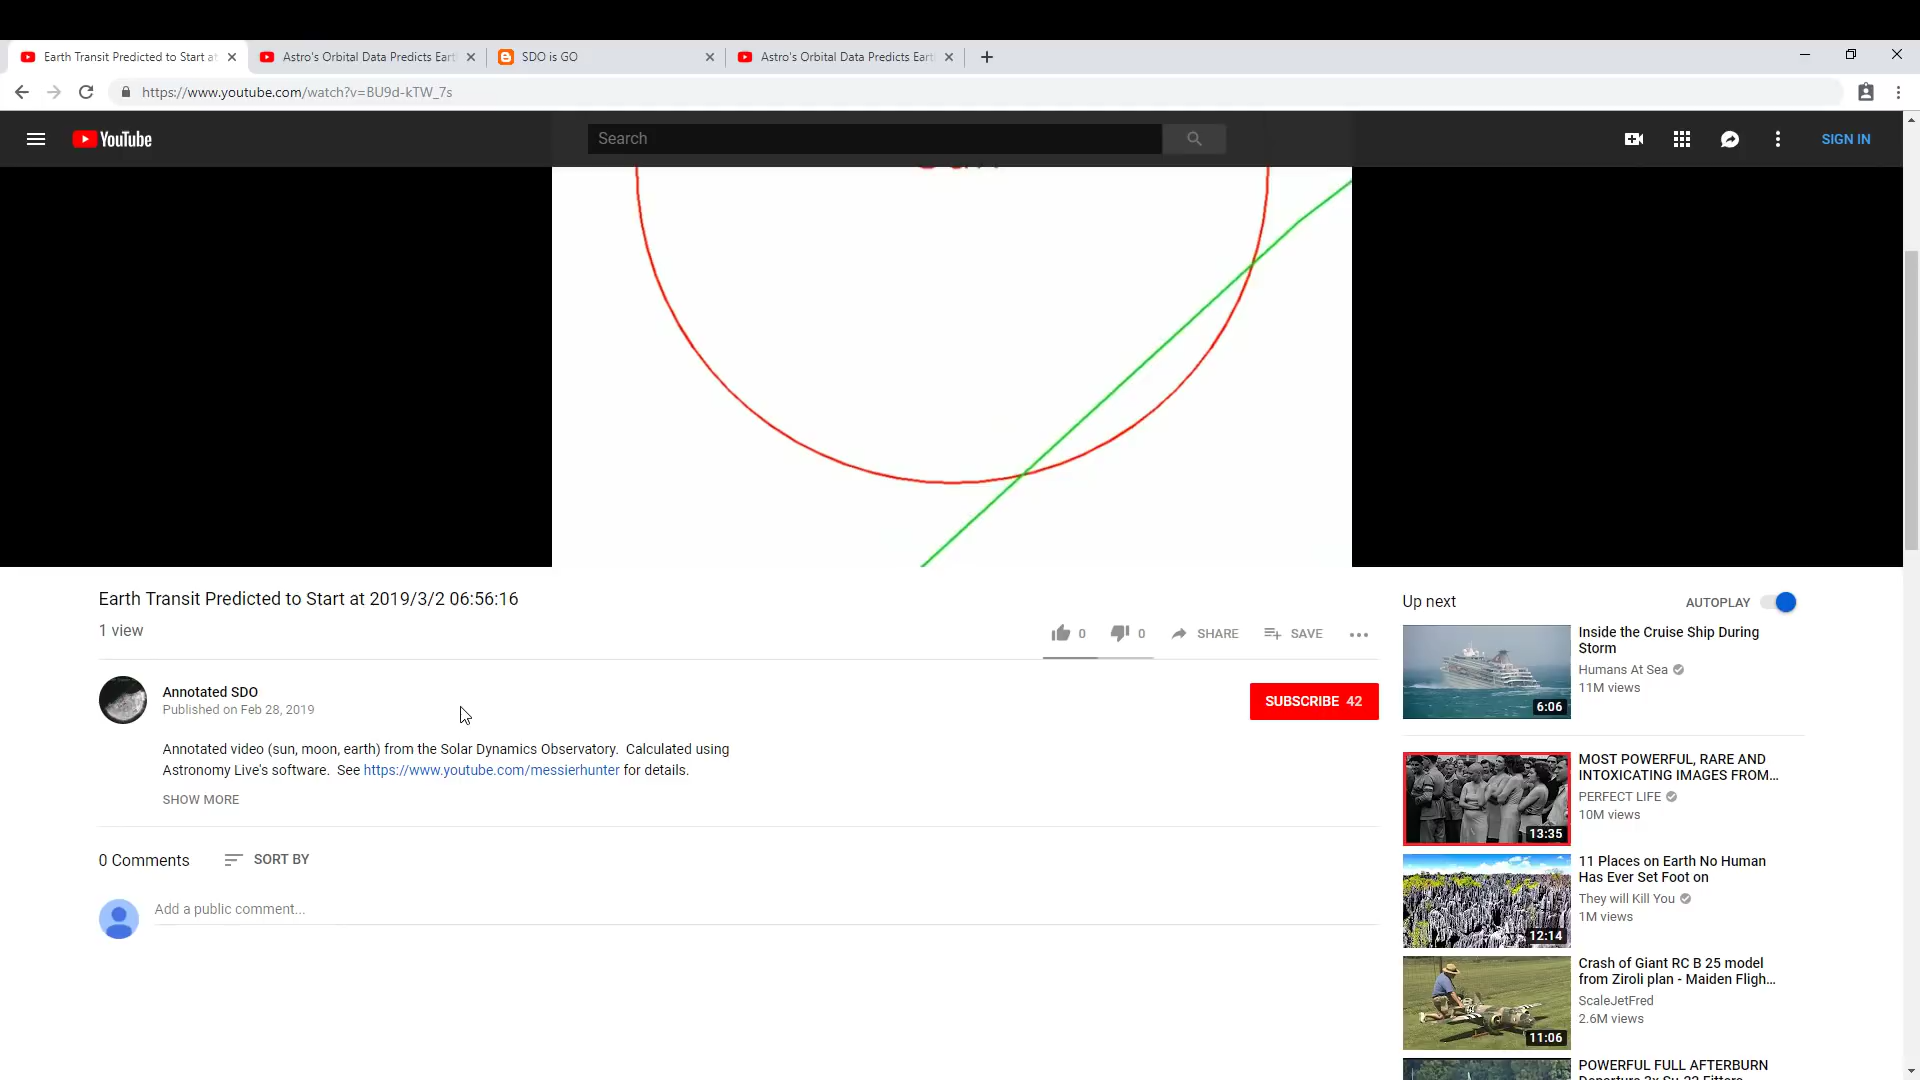 Earth Transit Predicted to Start at
Astro's Orbital Data Predicts Eart
SDO is GO
Astro's Orbital Data Predicts Eart
https://www.youtube.com/watch?v=BU9d-kTW_7s
YouTube
Search
SIGN IN
Earth Transit Predicted to Start at 2019/3/2 06:56:16
1 view
0
0
SHARE
SAVE
Annotated SDO
Published on Feb 28, 2019
SUBSCRIBE 42
Annotated video (sun, moon, earth) from the Solar Dynamics Observatory. Calculated using
Astronomy Live's software. See https://www.youtube.com/messierhunter for details.
SHOW MORE
0 Comments
SORT BY
Add a public comment...
Up next
AUTOPLAY
Inside the Cruise Ship During
Storm
Humans At Sea
11M views
6:06
MOST POWERFUL, RARE AND
INTOXICATING IMAGES FROM...
PERFECT LIFE
10M views
13:35
11 Places on Earth No Human
Has Ever Set Foot on
They will Kill You
1M views
12:14
Crash of Giant RC B 25 model
from Ziroli plan - Maiden Fligh...
ScaleJetFred
2.6M views
11:06
POWERFUL FULL AFTERBURN